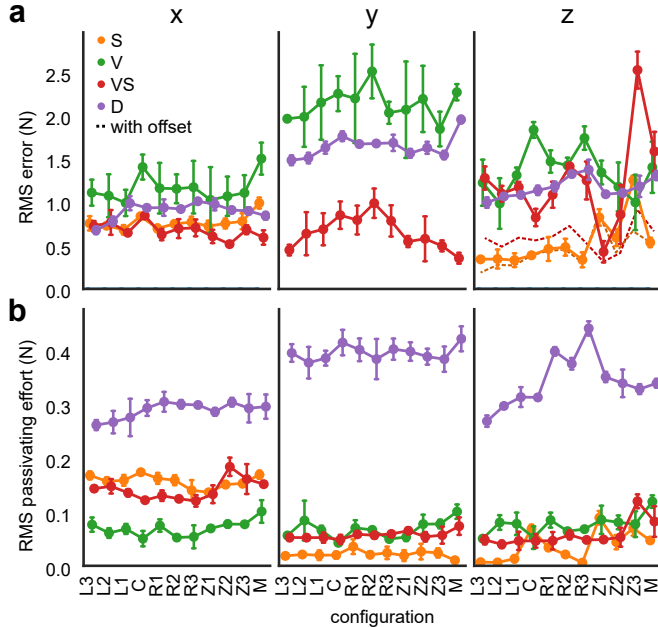 a
x
y
z
RMS error (N)
2.5
2.0
1.5
1.0
0.5
0.0
S
V
VS
D
with offset
b
RMS passivating effort (N)
0.4
0.3
0.2
0.1
0.0
L3 L2 L1 C R1 R2 R3 Z1 Z2 Z3 M
L3 L2 L1 C R1 R2 R3 Z1 Z2 Z3 M
L3 L2 L1 C R1 R2 R3 Z1 Z2 Z3 M
configuration